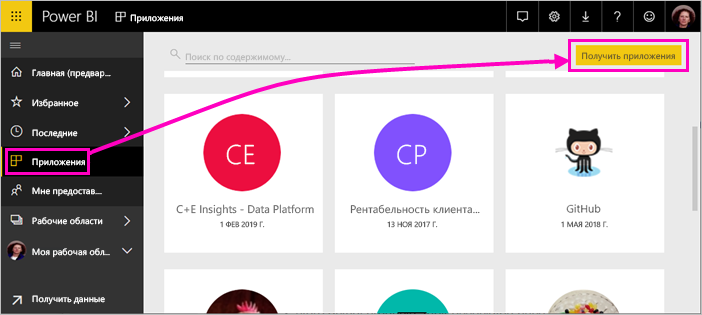 Power BI
Приложения
?
Поиск по содержимому...
Получить приложения
Главная (предвар...
Избранное
Последние
Приложения
Мне предостав...
Рабочие области
Моя рабочая обл...
Получить данные
CE
C+E Insights - Data Platform
1 ФЕВ 2019 Г.
CP
Рентабельность клиента...
13 НОЯ 2017 Г.
GitHub
1 МАЯ 2018 Г.